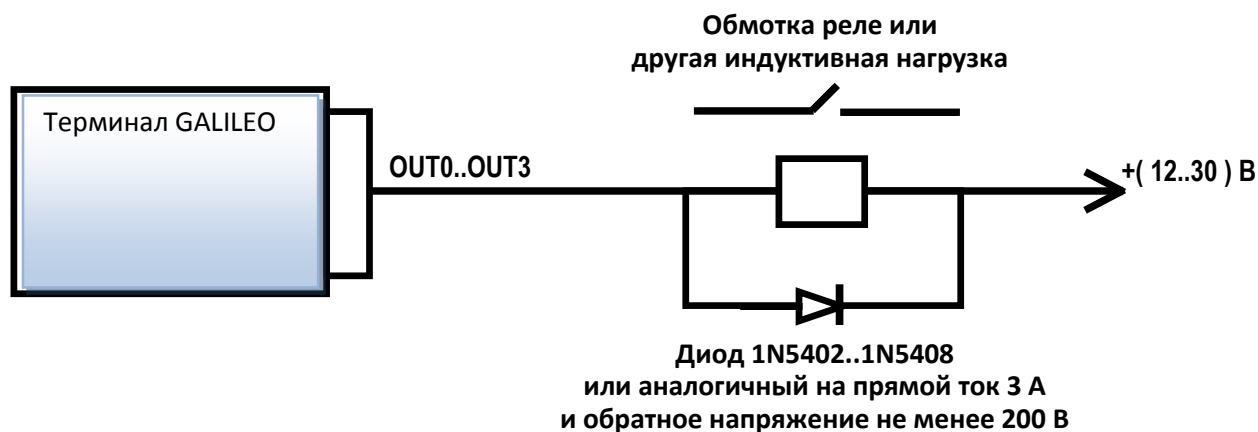 Обмотка реле или
другая индуктивная нагрузка
Терминал GALILEO
OUT0..OUT3
+( 12..30 ) В
Диод 1N5402..1N5408
или аналогичный на прямой ток 3 А
и обратное напряжение не менее 200 В